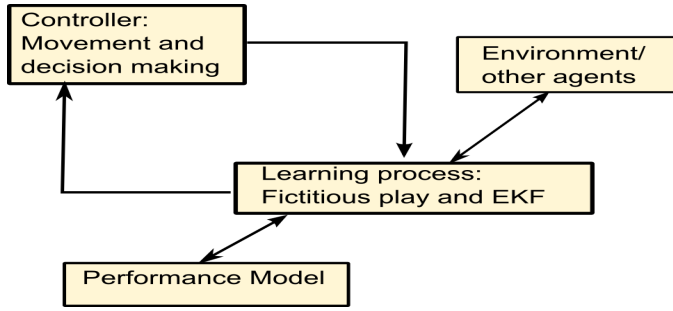 Controller:
Movement and
decision making
Environment/
other agents
Learning process:
Fictitious play and EKF
Performance Model